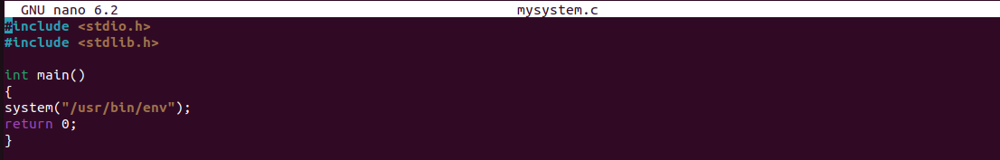 GNU nano 6.2 mysystem.c
#include <stdio.h>
#include <stdlib.h>
int main()
{
system("/usr/bin/env");
return 0;
}